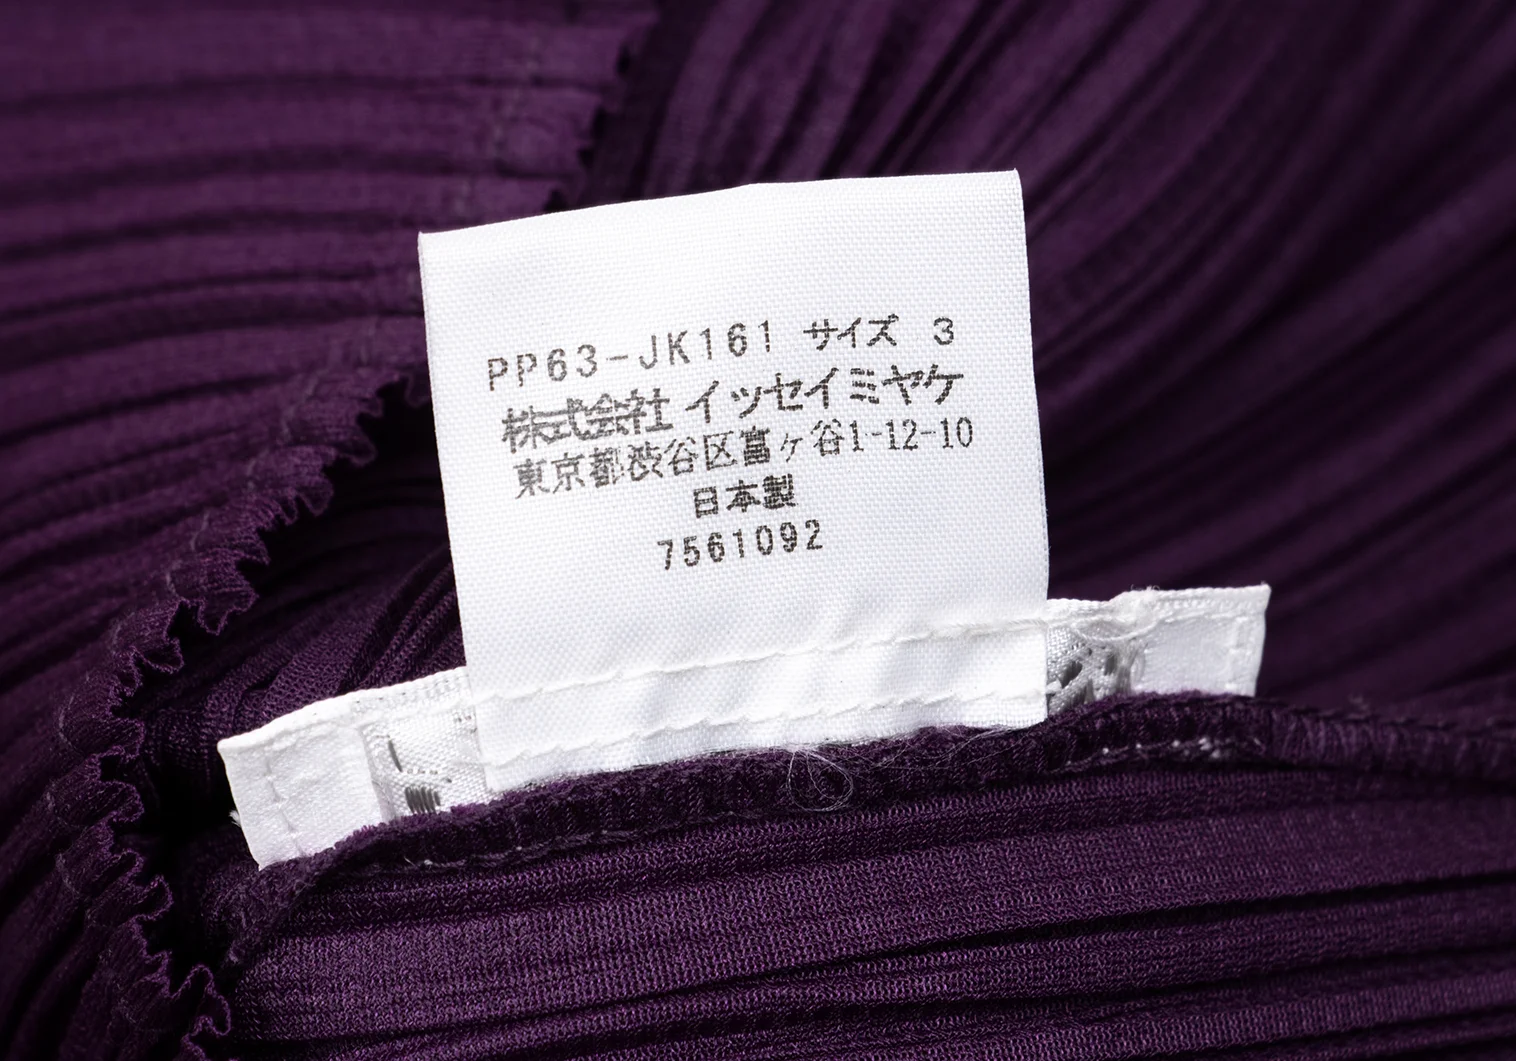 PP63-JK161 サイズ 3
株式会社 イッセイミヤケ
東京都渋谷区富ヶ谷1-12-10
日本製
7561092